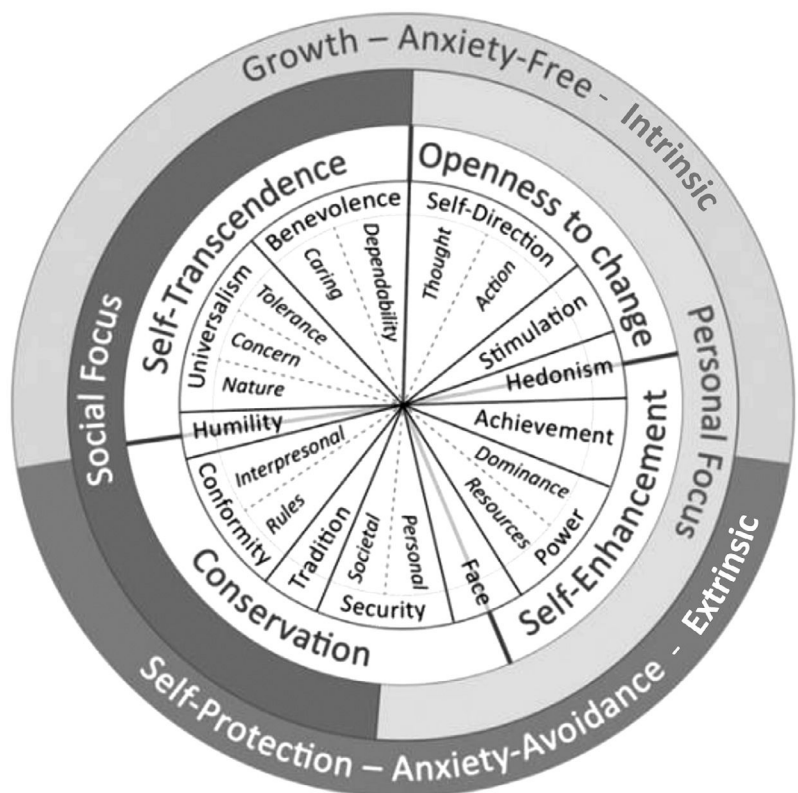 Growth – Anxiety-Free - Intrinsic
Social Focus
Personal Focus
Self-Transcendence
Openness to change
Benevolence
Caring
Dependability
Self-Direction
Thought
Action
Universalism
Tolerance
Concern
Nature
Stimulation
Hedonism
Humility
Achievement
Conformity
Interpresonal
Rules
Tradition
Societal
Personal
Security
Face
Dominance
Resources
Power
Conservation
Self-Enhancement
Self-Protection – Anxiety-Avoidance - Extrinsic